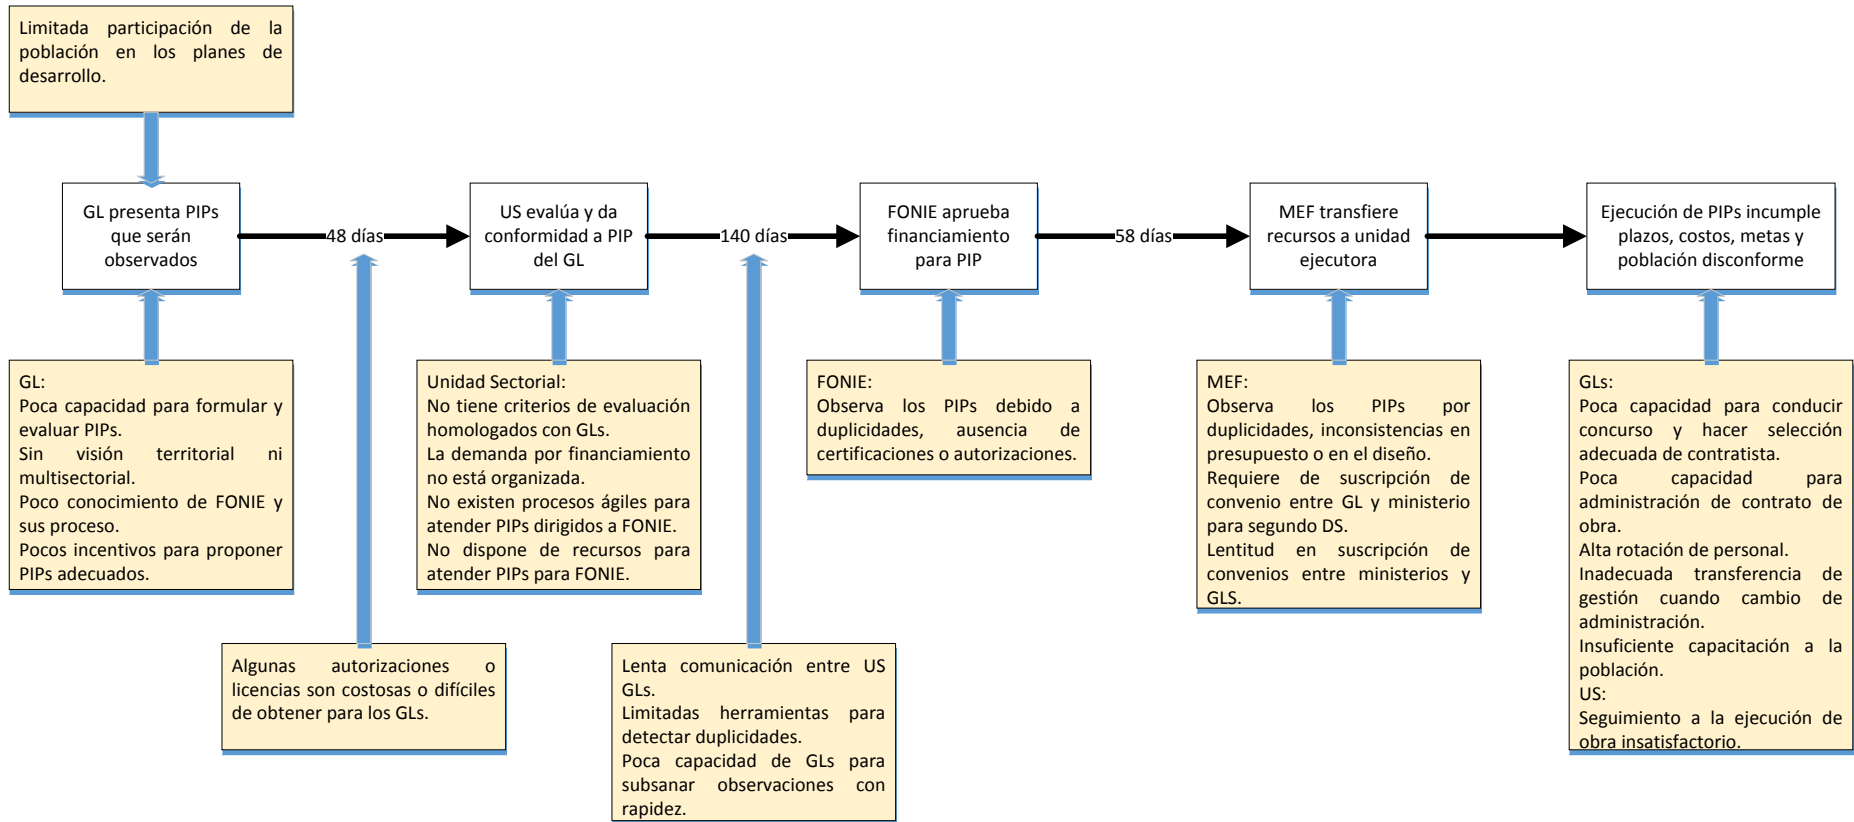 Limitada participación de la
población en los planes de
desarrollo.
GL presenta PIPs
que serán
observados
48 días
US evalúa y da
conformidad a PIP
del GL
140 días
FONIE aprueba
financiamiento
para PIP
58 días
MEF transfiere
recursos a unidad
ejecutora
Ejecución de PIPs incumple
plazos, costos, metas y
población disconforme
GL:
Poca capacidad para formular y
evaluar PIPs.
Sin visión territorial ni
multisectorial.
Poco conocimiento de FONIE y
sus proceso.
Pocos incentivos para proponer
PIPs adecuados.
Unidad Sectorial:
No tiene criterios de evaluación
homologados con GLs.
La demanda por financiamiento
no está organizada.
No existen procesos ágiles para
atender PIPs dirigidos a FONIE.
No dispone de recursos para
atender PIPs para FONIE.
FONIE:
Observa los PIPs debido a
duplicidades, ausencia de
certificaciones o autorizaciones.
MEF:
Observa los PIPs por
duplicidades, inconsistencias en
presupuesto o en el diseño.
Requiere de suscripción de
convenio entre GL y ministerio
para segundo DS.
Lentitud en suscripción de
convenios entre ministerios y
GLS.
GLs:
Poca capacidad para conducir
concurso y hacer selección
adecuada de contratista.
Poca capacidad para
administración de contrato de
obra.
Alta rotación de personal.
Inadecuada transferencia de
gestión cuando cambio de
administración.
Insuficiente capacitación a la
población.
US:
Seguimiento a la ejecución de
obra insatisfactorio.
Algunas autorizaciones o
licencias son costosas o difíciles
de obtener para los GLs.
Lenta comunicación entre US
GLs.
Limitadas herramientas para
detectar duplicidades.
Poca capacidad de GLs para
subsanar observaciones con
rapidez.